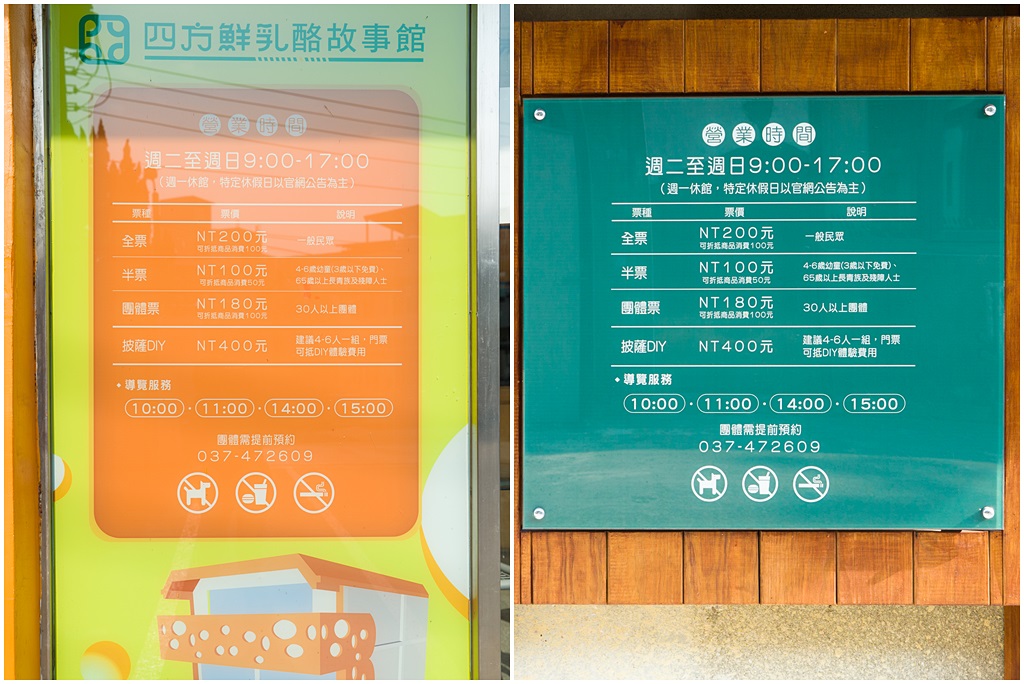 四方鮮乳酪故事館
營業時間
週二至週日9:00-17:00
（週一休館，特定休假日以官網公告為主）
票種 票價 說明
全票 NT200元 一般民眾
可折抵商品消費100元
半票 NT100元 4-6歲幼童(3歲以下免費)、
可折抵商品消費50元 65歲以上長青族及殘障人士
團體票 NT180元 30人以上團體
可折抵商品消費100元
披薩DIY NT400元 建議4-6人一組，門票
可抵DIY體驗費用
導覽服務
10:00 · 11:00 · 14:00 · 15:00
團體需提前預約
037-472609
營業時間
週二至週日9:00-17:00
（週一休館，特定休假日以官網公告為主）
票種 票價 說明
全票 NT200元 一般民眾
可折抵商品消費100元
半票 NT100元 4-6歲幼童(3歲以下免費)、
可折抵商品消費50元 65歲以上長青族及殘障人士
團體票 NT180元 30人以上團體
可折抵商品消費100元
披薩DIY NT400元 建議4-6人一組，門票
可抵DIY體驗費用
導覽服務
10:00 · 11:00 · 14:00 · 15:00
團體需提前預約
037-472609